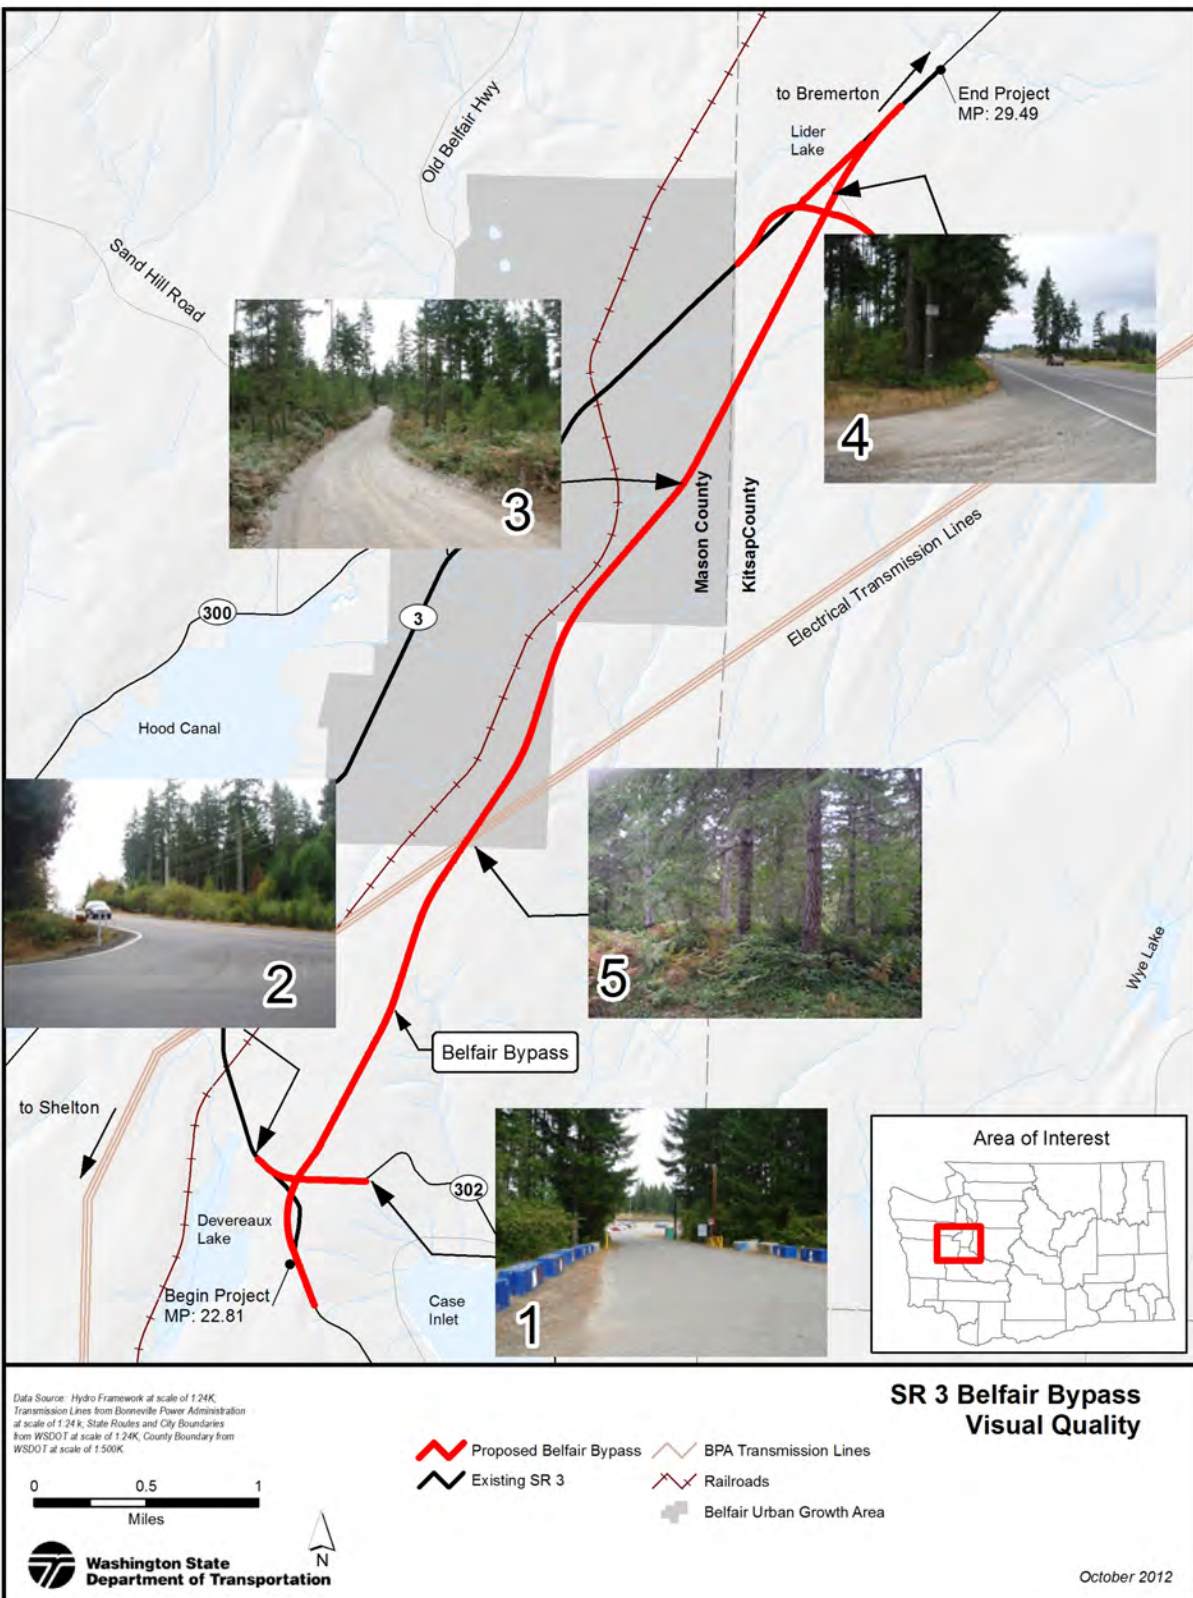 to Bremerton
End Project
MP: 29.49
Lider
Lake
Old Belfair Hwy
Sand Hill Road
3
4
Mason County
KitsapCounty
Electrical Transmission Lines
300
3
Hood Canal
2
5
Wye Lake
Belfair Bypass
to Shelton
302
Devereaux
Lake
Begin Project
MP: 22.81
Case
Inlet
1
Area of Interest
Data Source: Hydro Framework at scale of 1:24K,
Transmission Lines from Bonneville Power Administration
at scale of 1:24 k, State Routes and City Boundaries
from WSDOT at scale of 1:24K, County Boundary from
WSDOT at scale of 1:500K
0 0.5 1
Miles
N
Washington State
Department of Transportation
Proposed Belfair Bypass
Existing SR 3
BPA Transmission Lines
Railroads
Belfair Urban Growth Area
SR 3 Belfair Bypass
Visual Quality
October 2012